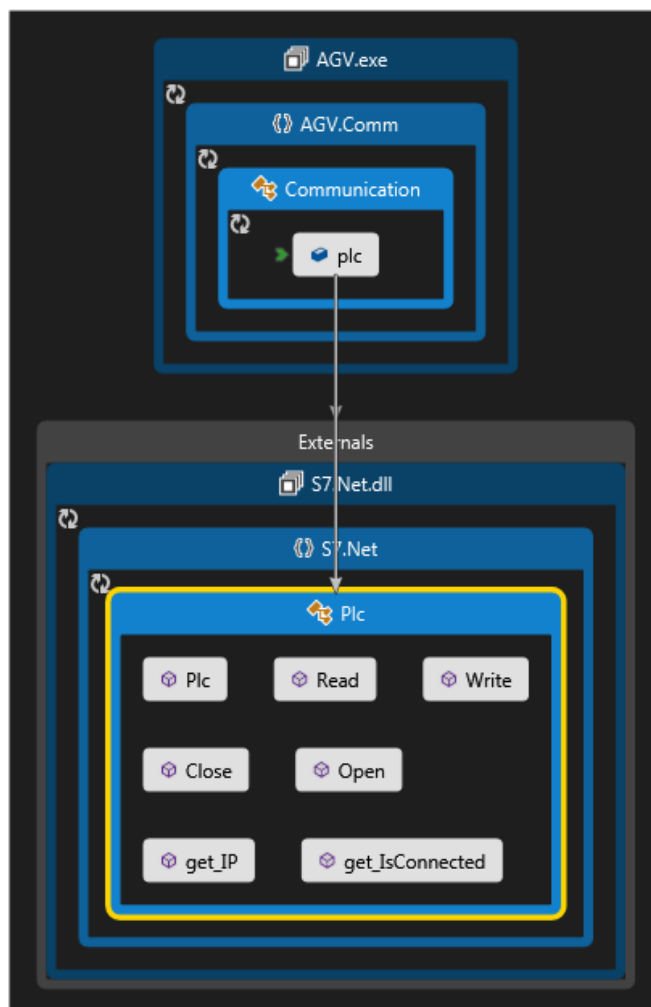 AGV.exe
AGV.Comm
Communication
plc
Externals
S7.Net.dll
S7.Net
Plc
Plc Read Write
Close Open
get_IP get_IsConnected